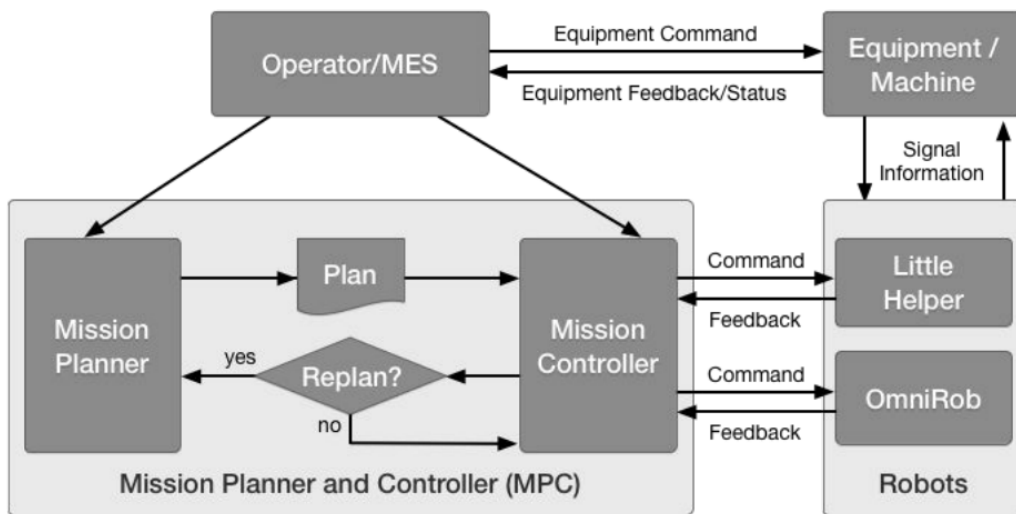 Operator/MES
Equipment Command
Equipment Feedback/Status
Equipment /
Machine
Signal
Information
Mission
Planner
Plan
Replan?
yes
no
Mission
Controller
Command
Feedback
Command
Feedback
Little
Helper
OmniRob
Mission Planner and Controller (MPC)
Robots